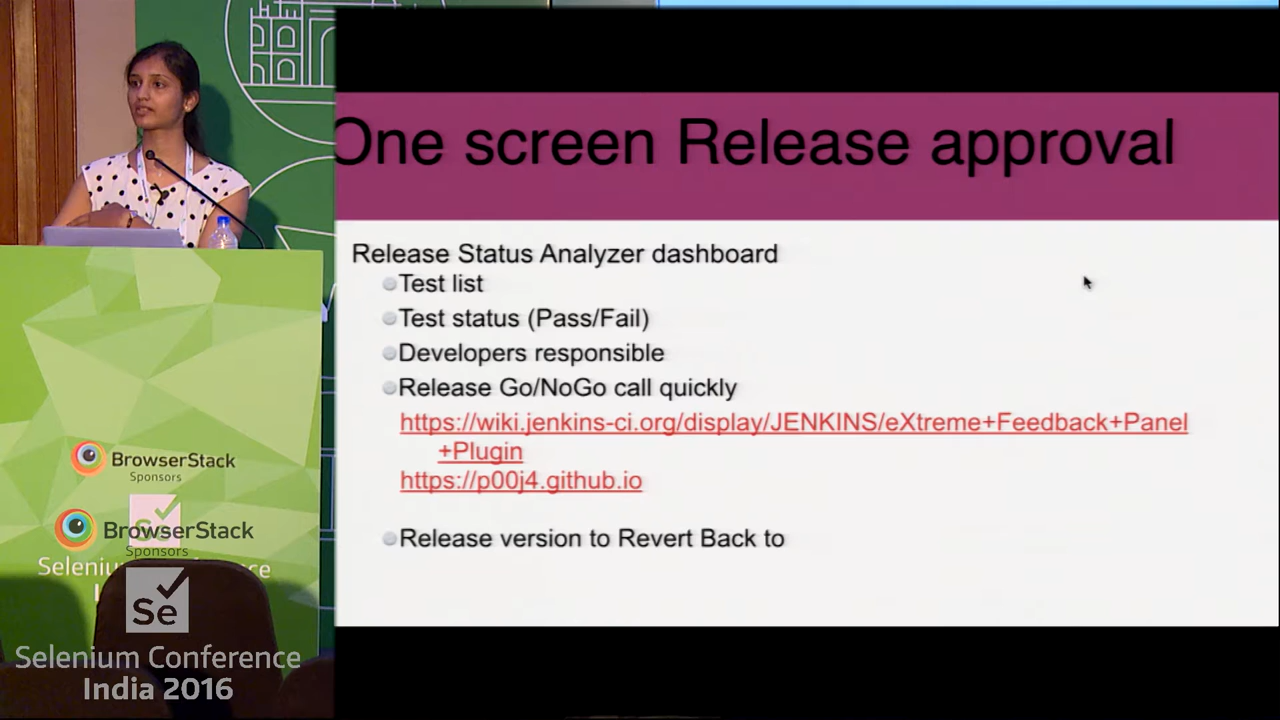 One screen Release approval
Release Status Analyzer dashboard
Test list
Test status (Pass/Fail)
Developers responsible
Release Go/NoGo call quickly
https://wiki.jenkins-ci.org/display/JENKINS/eXtreme+Feedback+Panel
+Plugin
https://p00j4.github.io
Release version to Revert Back to
BrowserStack
Sponsors
Se
BrowserStack
Sponsors
Se
Selenium Conference
India 2016